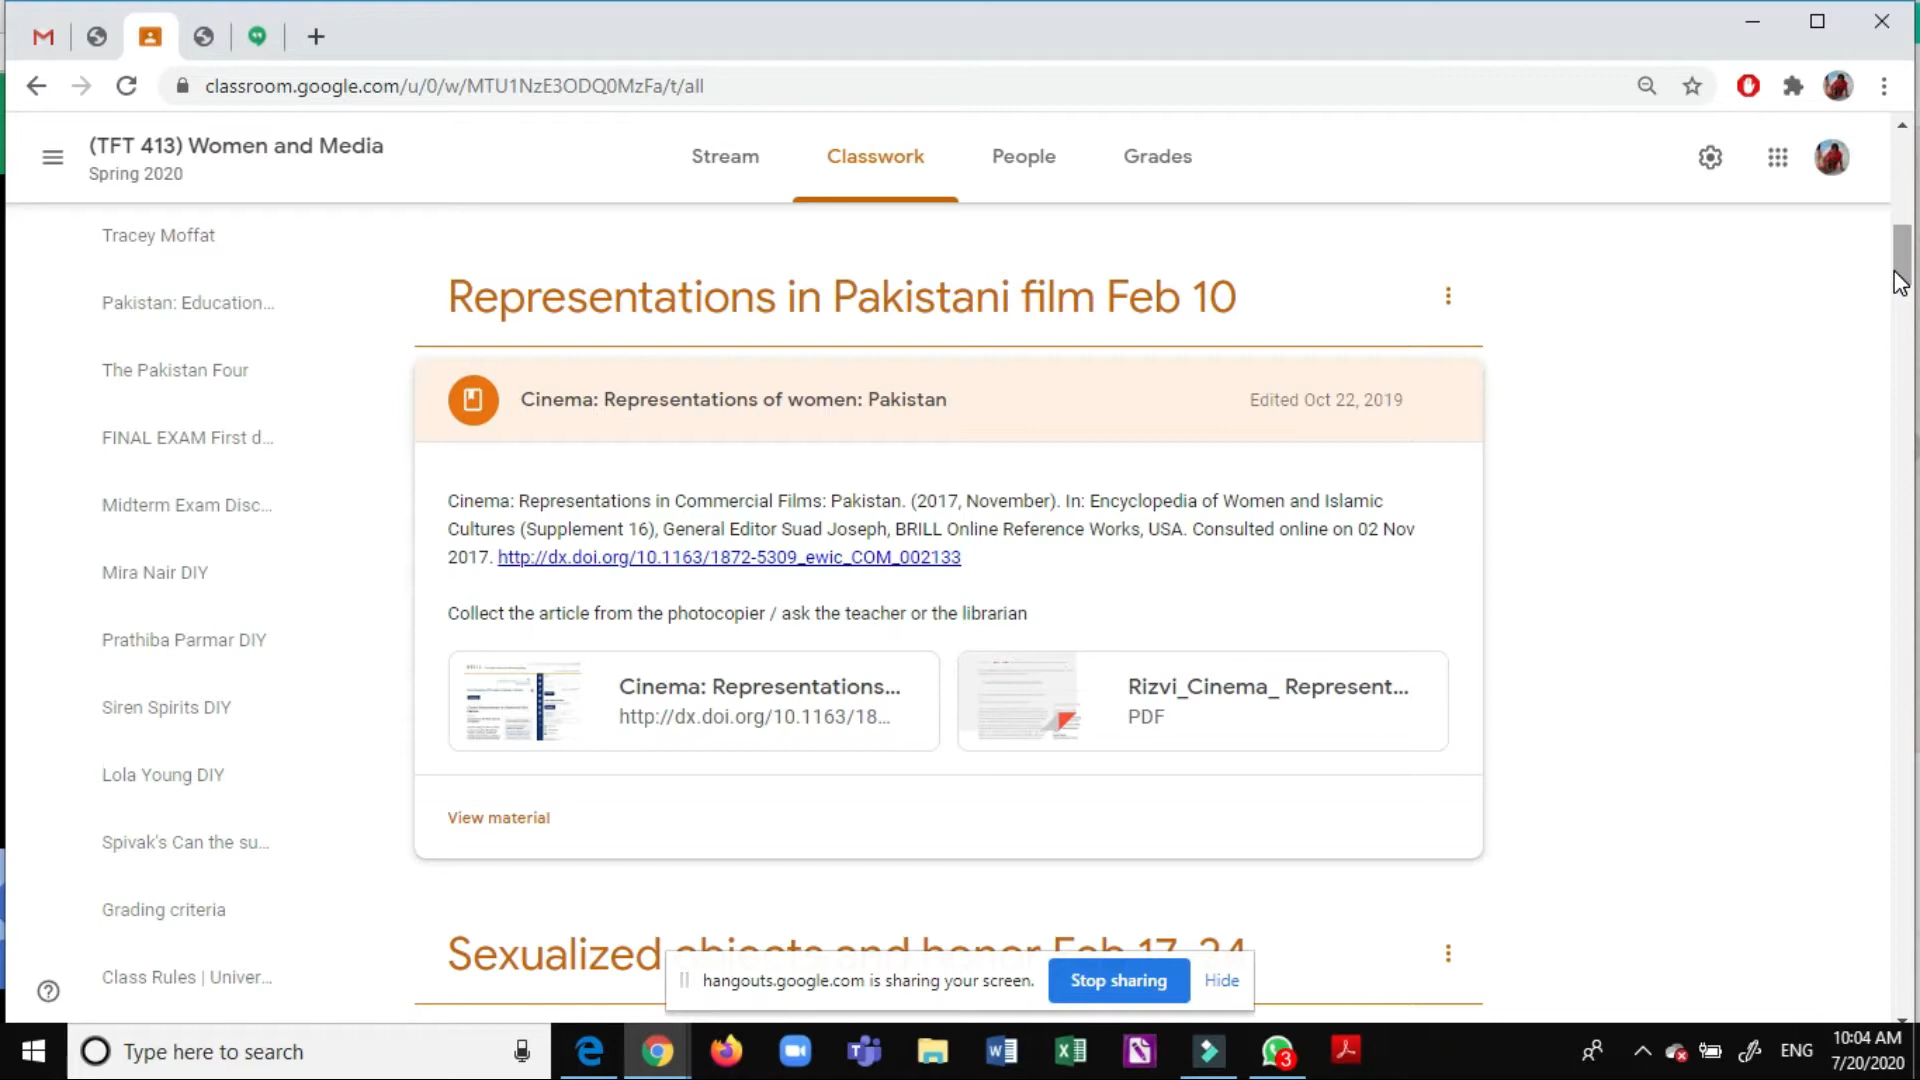 classroom.google.com/u/0/w/MTU1NzE3ODQ0MzFa/t/all
(TFT 413) Women and Media
Spring 2020
Stream
Classwork
People
Grades
Tracey Moffat
Pakistan: Education...
The Pakistan Four
FINAL EXAM First d...
Midterm Exam Disc...
Mira Nair DIY
Prathiba Parmar DIY
Siren Spirits DIY
Lola Young DIY
Spivak's Can the su...
Grading criteria
Class Rules | Univer...
Representations in Pakistani film Feb 10
Cinema: Representations of women: Pakistan
Edited Oct 22, 2019
Cinema: Representations in Commercial Films: Pakistan. (2017, November). In: Encyclopedia of Women and Islamic
Cultures (Supplement 16), General Editor Suad Joseph, BRILL Online Reference Works, USA. Consulted online on 02 Nov
2017. http://dx.doi.org/10.1163/1872-5309_ewic_COM_002133
Collect the article from the photocopier / ask the teacher or the librarian
Cinema: Representations...
http://dx.doi.org/10.1163/18...
Rizvi_Cinema_ Represent...
PDF
View material
Sexualized objects and honor Feb 17, 24
hangouts.google.com is sharing your screen.
Stop sharing
Hide
Type here to search
3
ENG
10:04 AM
7/20/2020